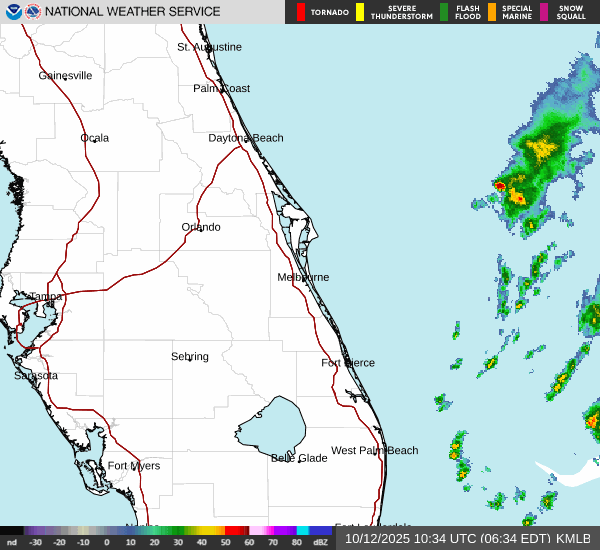 NATIONAL WEATHER SERVICE
TORNADO
SEVERE THUNDERSTORM
FLASH FLOOD
SPECIAL MARINE
SNOW SQUALL
St. Augustine
Gainesville
Palm Coast
Ocala
Daytona Beach
Orlando
Melbourne
Tampa
Sebring
Fort Pierce
Sarasota
West Palm Beach
Belle Glade
Fort Myers
nd -30 -20 -10 0 10 20 30 40 50 60 70 80 dBZ
10/12/2025 10:34 UTC (06:34 EDT) KMLB